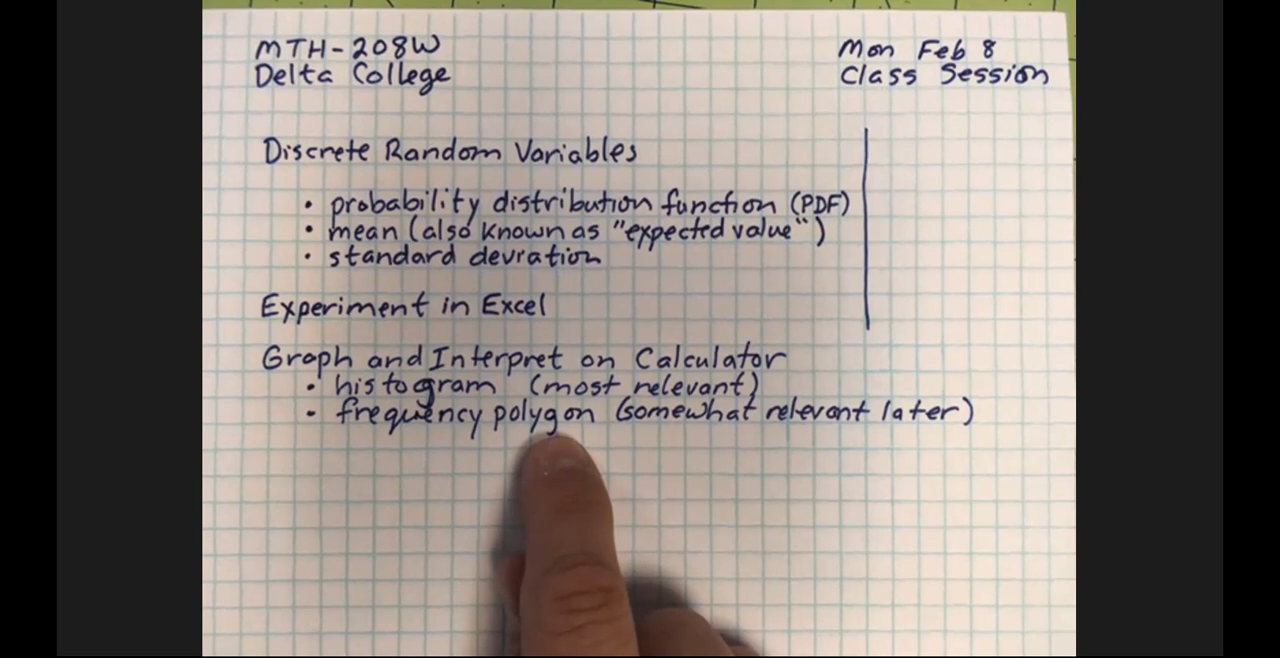 MTH-208W
Delta College
Mon Feb 8
Class Session
Discrete Random Variables
• probability distribution function (PDF)
• mean (also known as "expected value")
• standard deviation
Experiment in Excel
Graph and Interpret on Calculator
• histogram (most relevant)
• frequency polygon (somewhat relevant later)